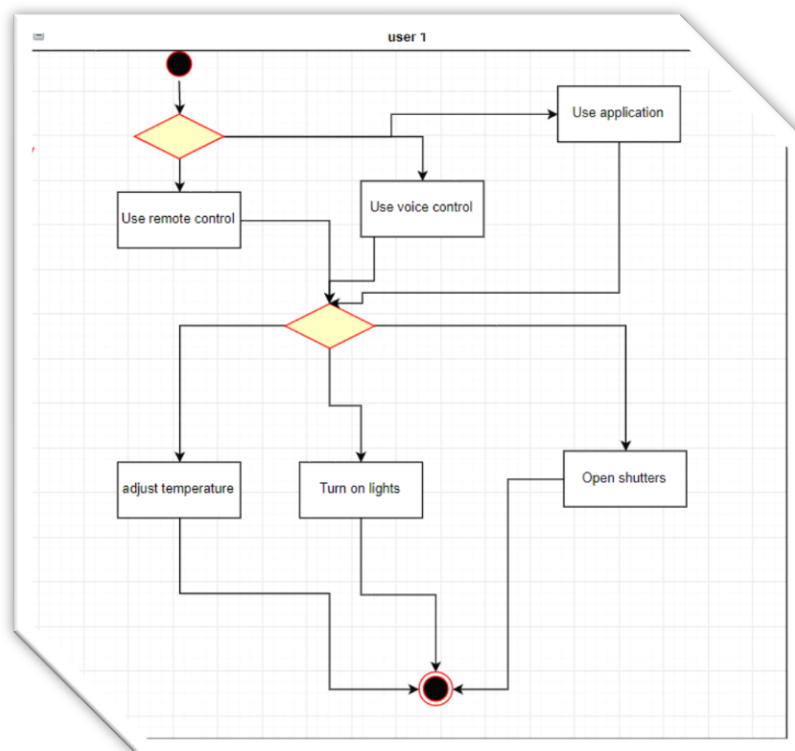 user 1
Use application
Use voice control
Use remote control
adjust temperature
Turn on lights
Open shutters